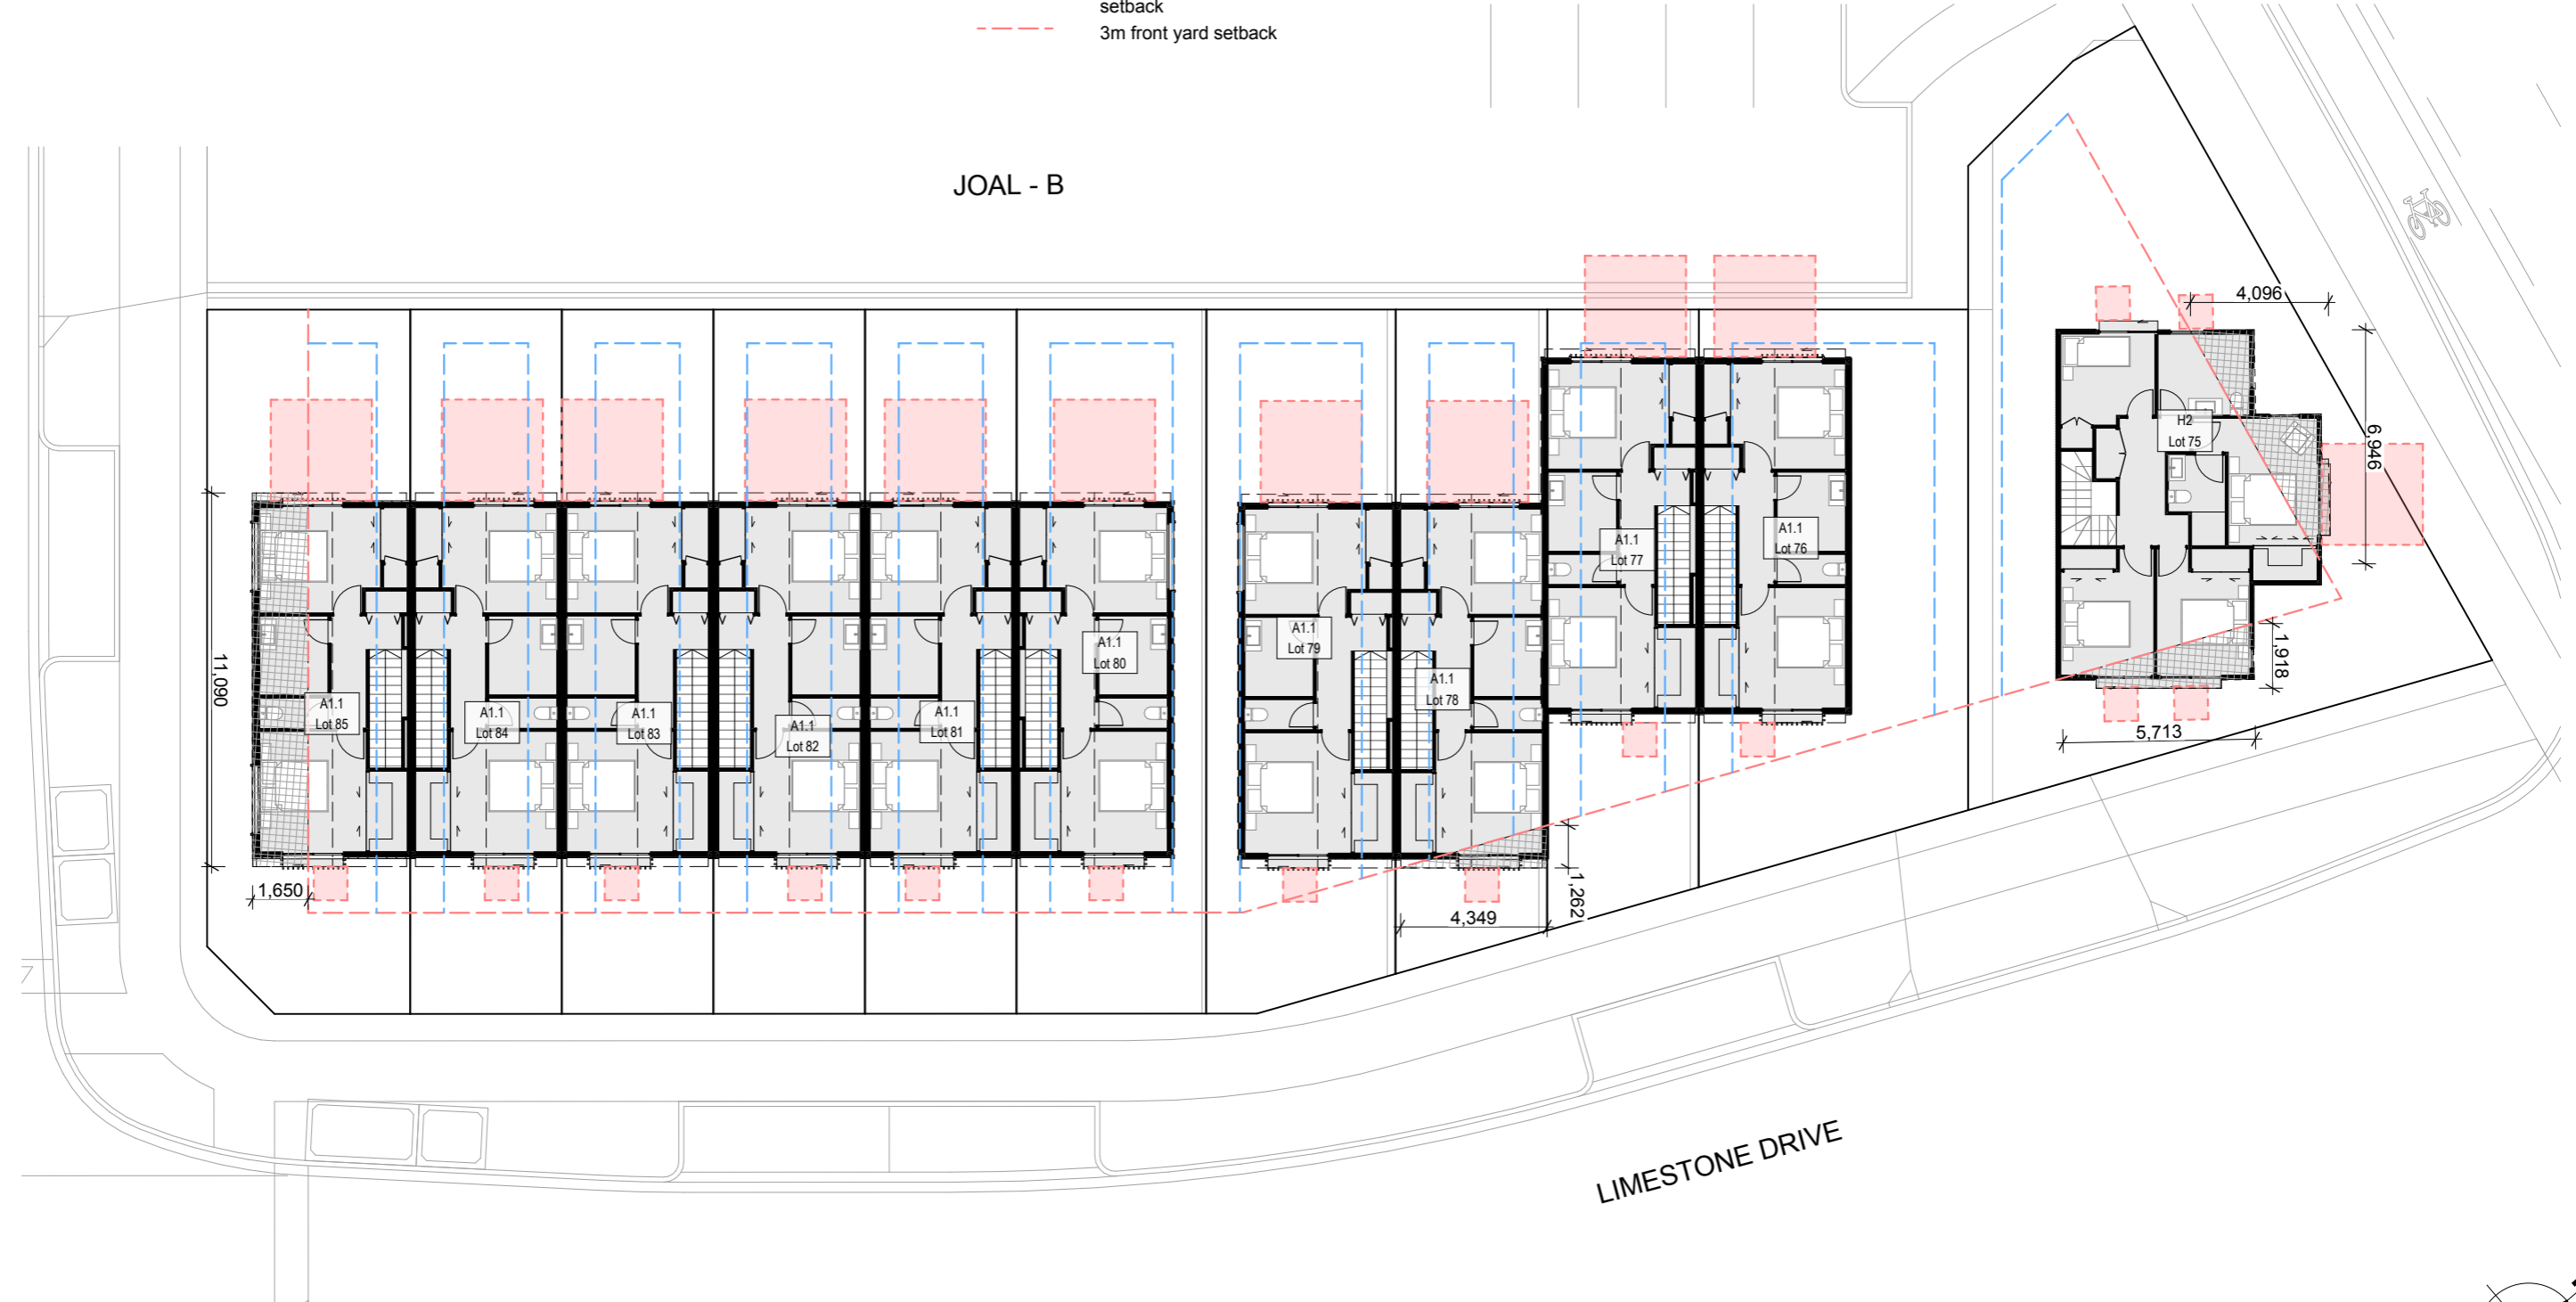 setback
3m front yard setback
JOAL - B
4,096
H2
Lot 75
6,946
A1.1
Lot 77
A1.1
Lot 76
A1.1
Lot 79
A1.1
Lot 80
A1.1
Lot 78
1,918
11,090
A1.1
Lot 85
A1.1
Lot 84
A1.1
Lot 83
A1.1
Lot 82
A1.1
Lot 81
5,713
1,650
1,262
4,349
7
LIMESTONE DRIVE